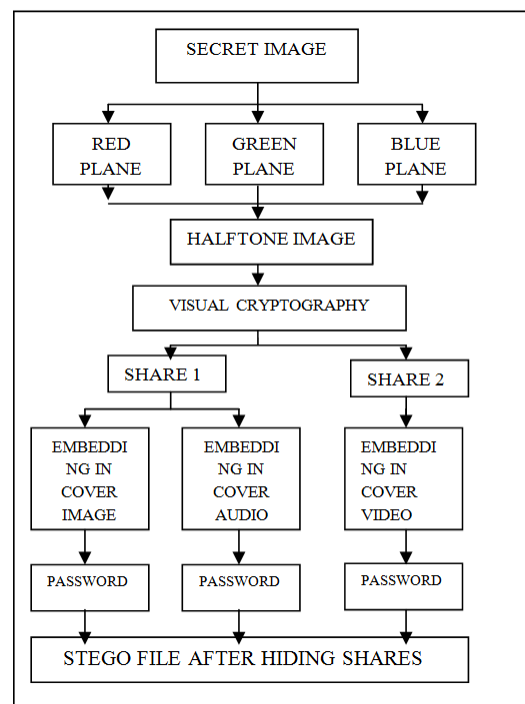 SECRET IMAGE
RED
PLANE
GREEN
PLANE
BLUE
PLANE
HALFTONE IMAGE
VISUAL CRYPTOGRAPHY
SHARE 1
SHARE 2
EMBEDDI
NG IN
COVER
IMAGE
EMBEDDI
NG IN
COVER
AUDIO
EMBEDDI
NG IN
COVER
VIDEO
PASSWORD
PASSWORD
PASSWORD
STEGO FILE AFTER HIDING SHARES